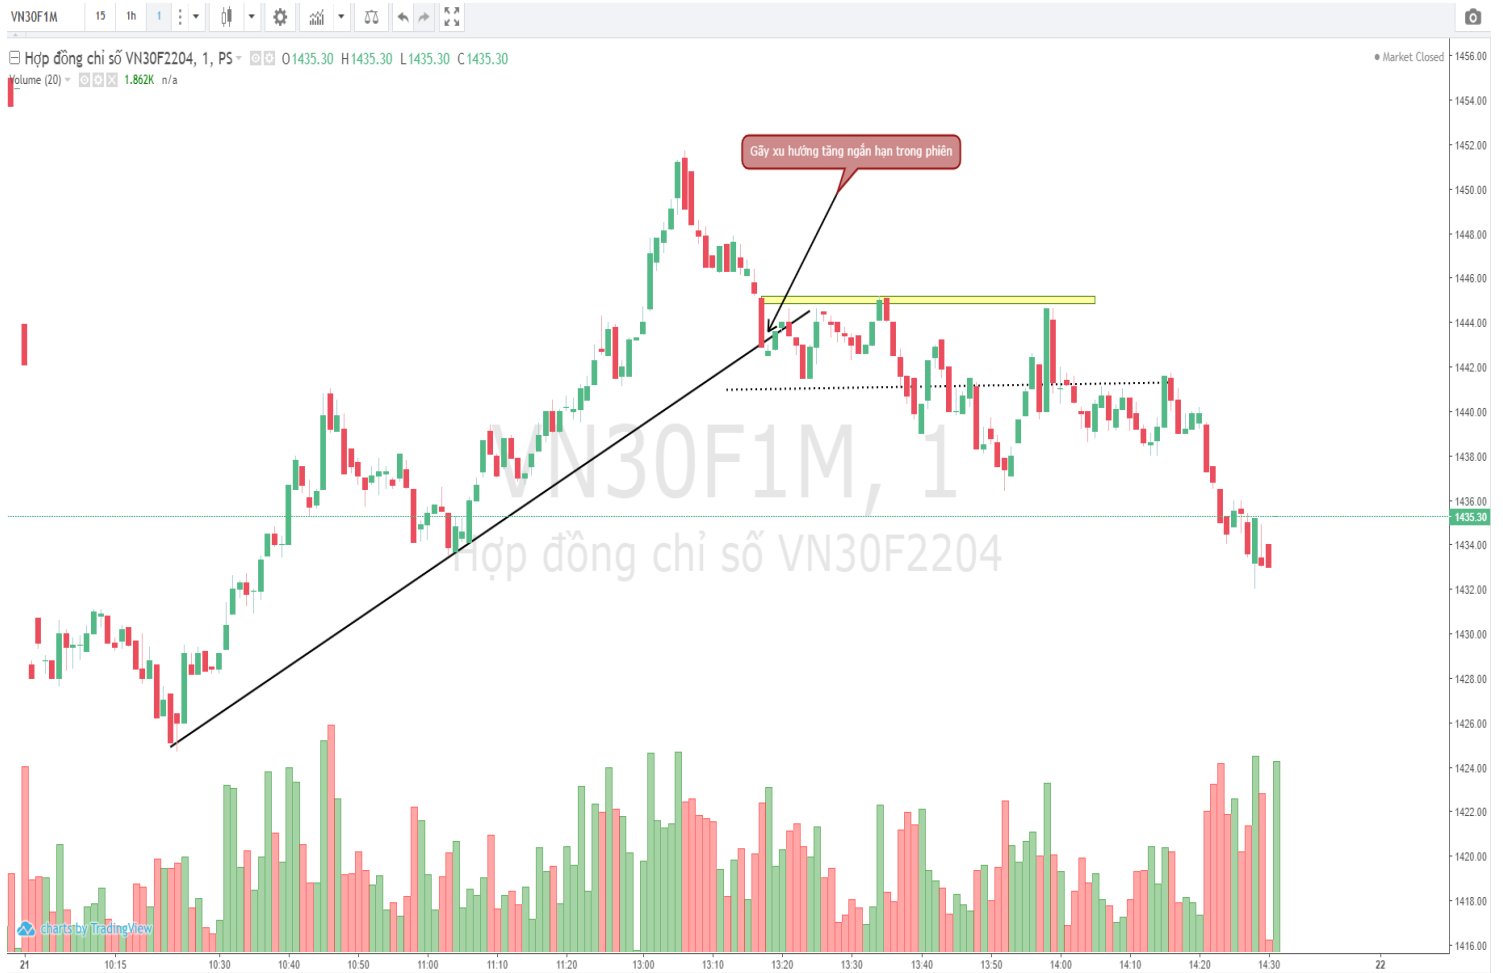 VN30F1M 15 1h 1
Hợp đồng chỉ số VN30F2204, 1, PS O1435.30 H1435.30 L1435.30 C1435.30
Market Closed
Volume (20) 1.862K n/a
Gãy xu hướng tăng ngắn hạn trong phiên
VN30F1M, 1
Hợp đồng chỉ số VN30F2204
1456.00
1454.00
1452.00
1450.00
1448.00
1446.00
1444.00
1442.00
1440.00
1438.00
1436.00
1435.30
1434.00
1432.00
1430.00
1428.00
1426.00
1424.00
1422.00
1420.00
1418.00
1416.00
charts by TradingView
21 10:15 10:30 10:40 10:50 11:00 11:10 11:20 13:00 13:10 13:20 13:30 13:40 13:50 14:00 14:10 14:20 14:30 22